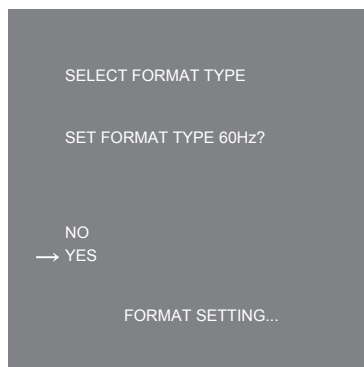 SELECT FORMAT TYPE
SET FORMAT TYPE 60Hz?
NO
→ YES
FORMAT SETTING...